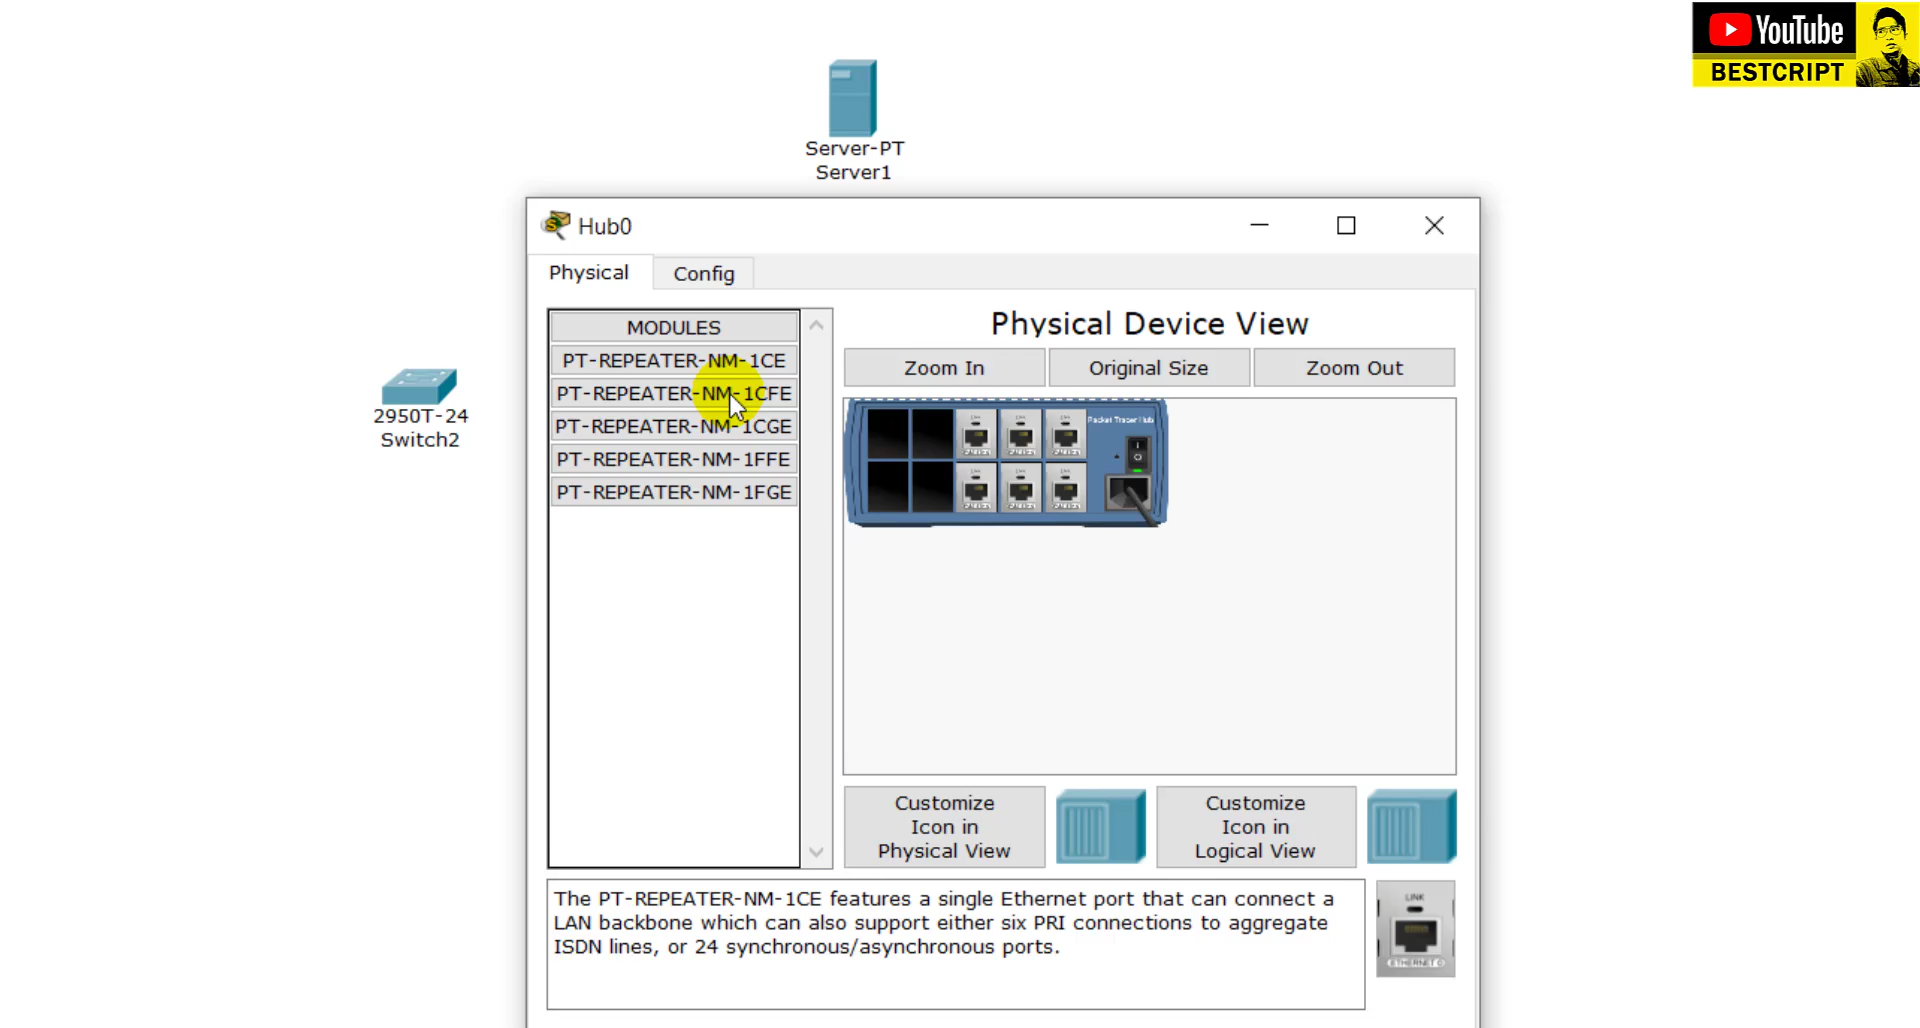 YouTube
BESTCRIPT
Server-PT
Server1
Hub0
Physical
Config
MODULES
PT-REPEATER-NM-1CE
PT-REPEATER-NM-1CFE
PT-REPEATER-NM-1CGE
PT-REPEATER-NM-1FFE
PT-REPEATER-NM-1FGE
Physical Device View
Zoom In
Original Size
Zoom Out
Packet Tracer Hub
2950T-24
Switch2
Customize
Icon in
Physical View
Customize
Icon in
Logical View
The PT-REPEATER-NM-1CE features a single Ethernet port that can connect a
LAN backbone which can also support either six PRI connections to aggregate
ISDN lines, or 24 synchronous/asynchronous ports.
LINK